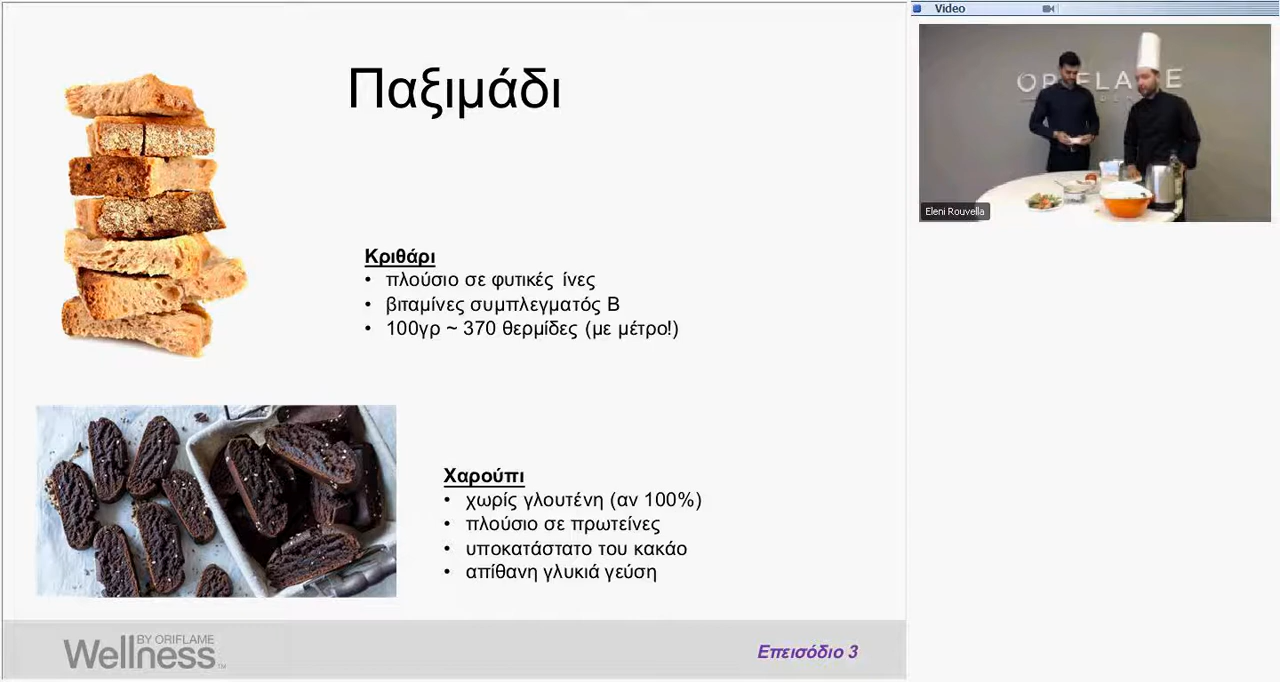 Παξιμάδι
Κριθάρι
• πλούσιο σε φυτικές ίνες
• βιταμίνες συμπλεγματός Β
• 100γρ ~ 370 θερμίδες (με μέτρο!)
Χαρούπι
• χωρίς γλουτένη (αν 100%)
• πλούσιο σε πρωτείνες
• υποκατάστατο του κακάο
• απίθανη γλυκιά γεύση
BY ORIFLAME
Wellness™
Επεισόδιο 3
Video
ORIFLAME
Eleni Rouvella